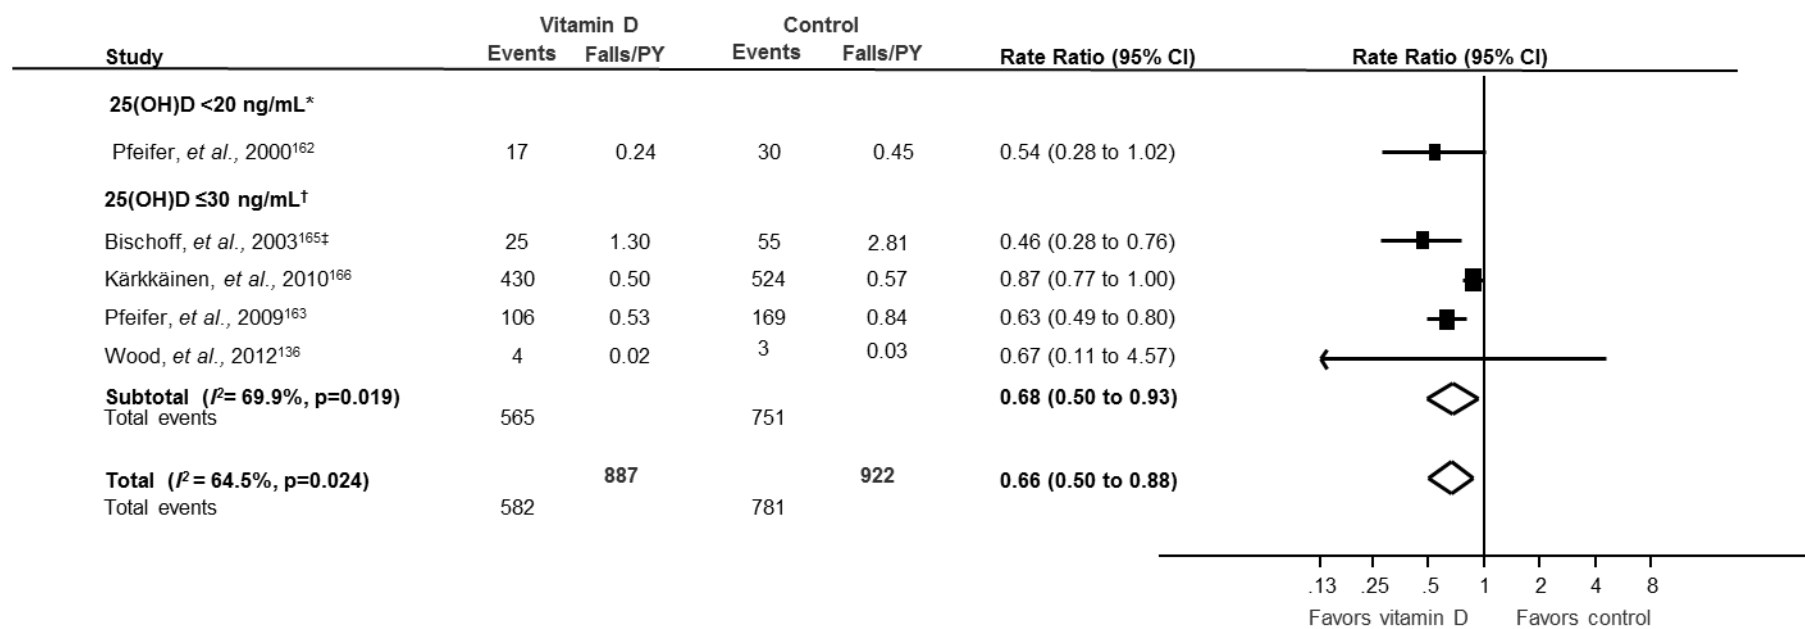 Vitamin D Control
Study Events Falls/PY Events Falls/PY Rate Ratio (95% CI) Rate Ratio (95% CI)
25(OH)D <20 ng/mL*
Pfeifer, et al., 2000¹⁶² 17 0.24 30 0.45 0.54 (0.28 to 1.02)
25(OH)D ≤30 ng/mL†
Bischoff, et al., 2003¹⁶⁵‡ 25 1.30 55 2.81 0.46 (0.28 to 0.76)
Kärkkäinen, et al., 2010¹⁶⁶ 430 0.50 524 0.57 0.87 (0.77 to 1.00)
Pfeifer, et al., 2009¹⁶³ 106 0.53 169 0.84 0.63 (0.49 to 0.80)
Wood, et al., 2012¹³⁶ 4 0.02 3 0.03 0.67 (0.11 to 4.57)
Subtotal (I²= 69.9%, p=0.019) 0.68 (0.50 to 0.93)
Total events 565 751
Total (I² = 64.5%, p=0.024) 887 922 0.66 (0.50 to 0.88)
Total events 582 781
.13 .25 .5 1 2 4 8
Favors vitamin D Favors control